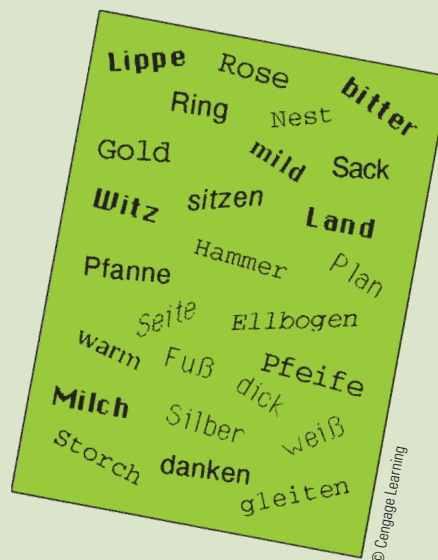 Lippe Rose bitter
Ring Nest
Gold mild Sack
Witz sitzen Land
Hammer Plan
Pfanne
Seite Ellbogen
warm Fuß Pfeife
dick
Milch Silber weiß
Storch danken gleiten
© Cengage Learning